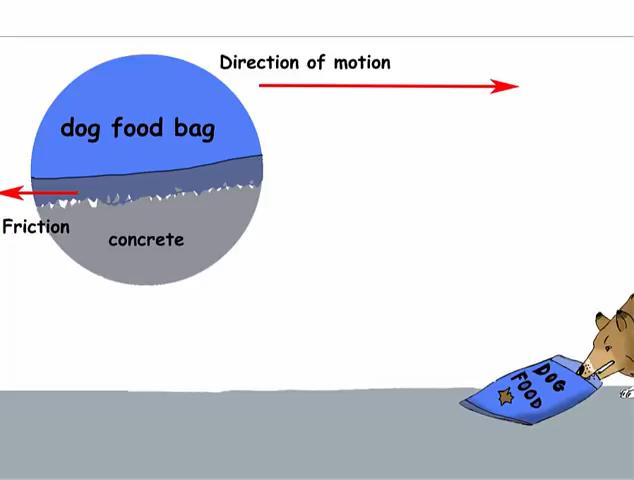 Direction of motion
dog food bag
Friction
concrete
DOG
FOOD